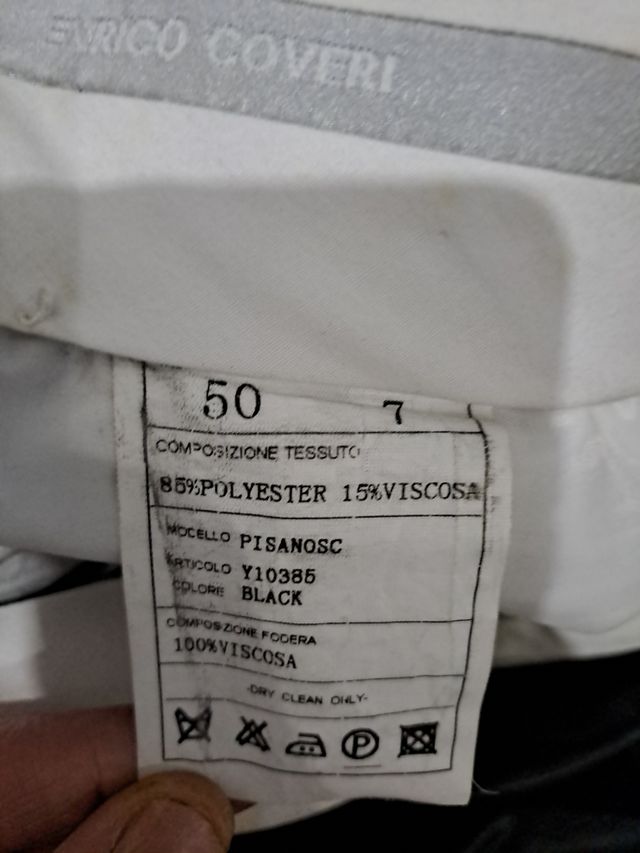 ENRICO COVERI
50 7
COMPOSIZIONE TESSUTO
85%POLYESTER 15%VISCOSA
MODELLO PISANOSC
ARTICOLO Y10385
COLORE BLACK
COMPOSIZIONE FODERA
100%VISCOSA
-DRY CLEAN ONLY-
P